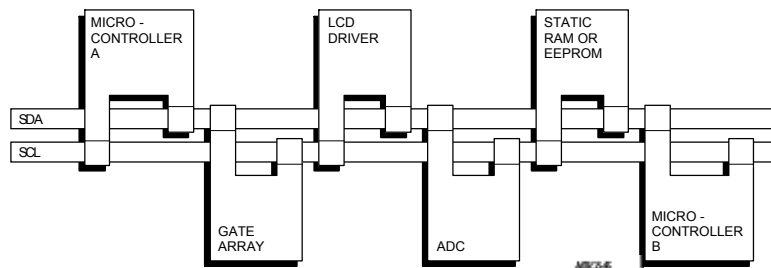 MICRO -
CONTROLLER
A
LCD
DRIVER
STATIC
RAM OR
EEPROM
SDA
SCL
GATE
ARRAY
ADC
MICRO -
CONTROLLER
B